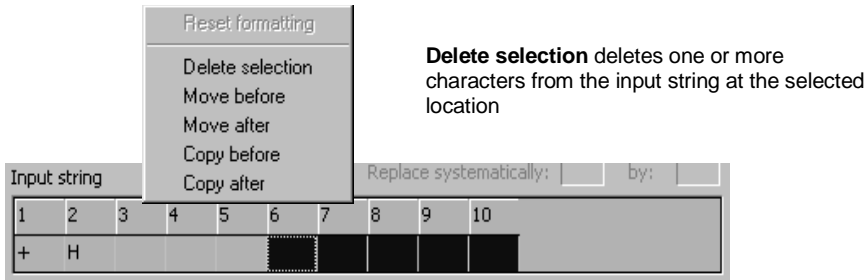 Reset formatting
Delete selection
Move before
Move after
Copy before
Copy after
Delete selection deletes one or more
characters from the input string at the selected
location
Input string
Replace systematically: by:
1 2 3 4 5 6 7 8 9 10
+ H